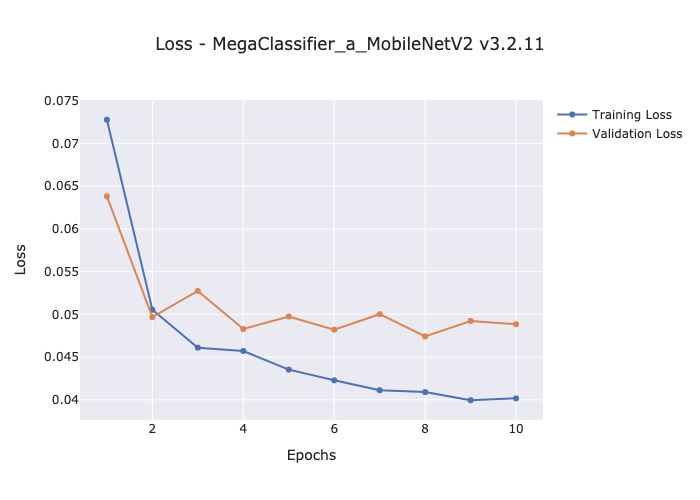 Loss - MegaClassifier_a_MobileNetV2 v3.2.11
Training Loss
Validation Loss
0.075
0.07
0.065
0.06
0.055
0.05
0.045
0.04
Loss
2 4 6 8 10
Epochs